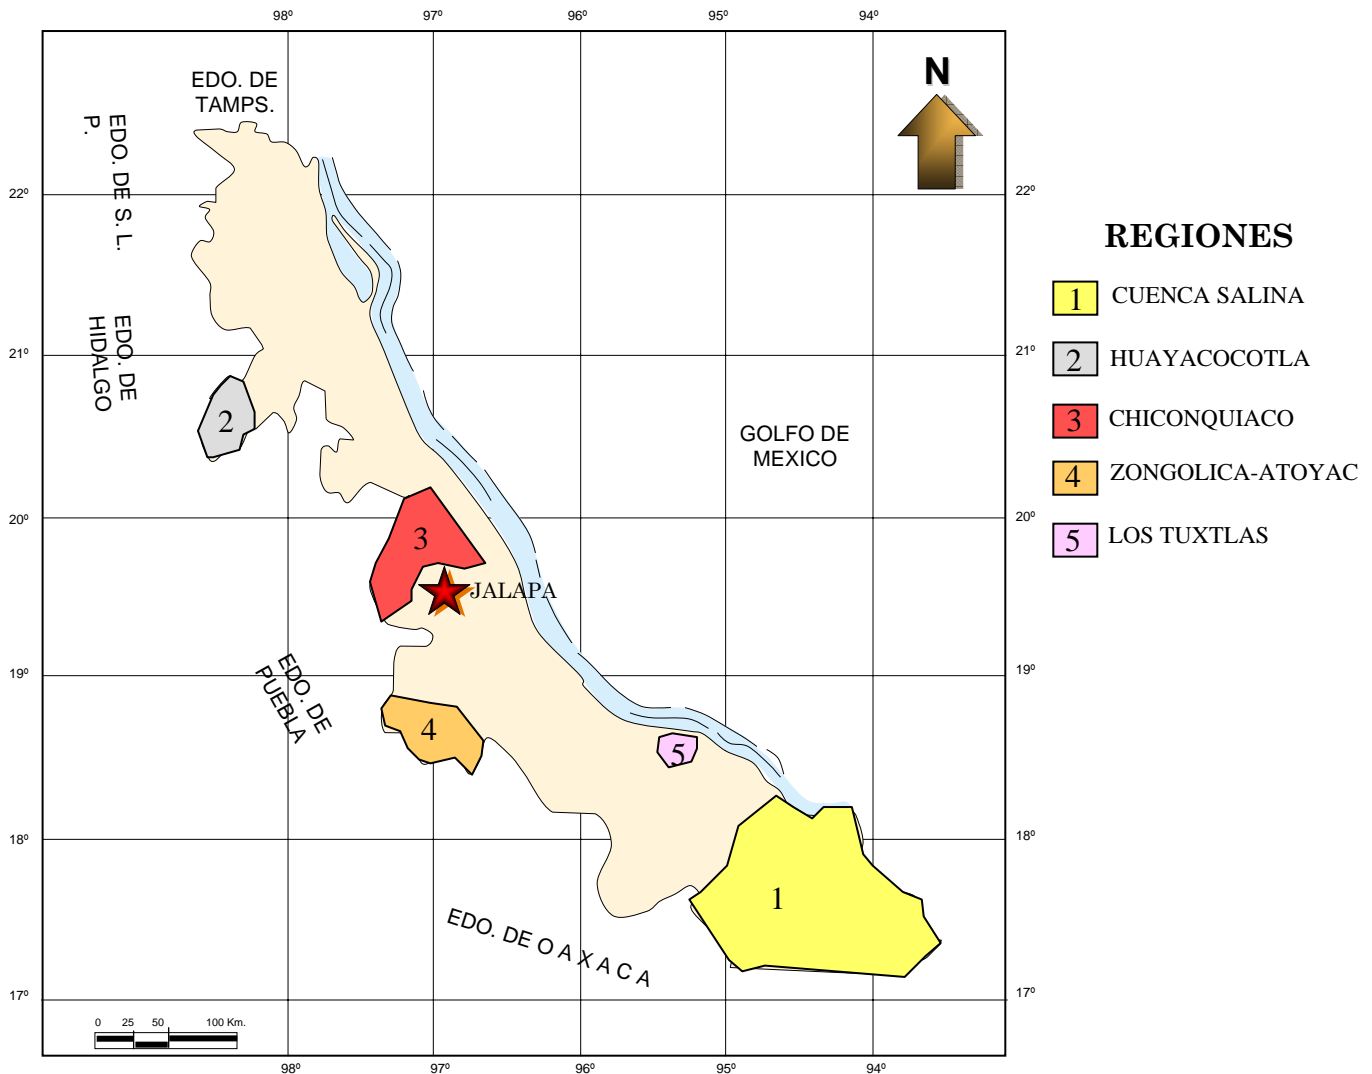 98º 97º 96º 95º 94º
EDO. DE
TAMPS.
N
EDO. DE S. L.
P.
22º 22º
REGIONES
1 CUENCA SALINA
EDO. DE
HIDALGO
21º 21º
2 HUAYACOCOTLA
2
3 CHICONQUIACO
GOLFO DE
MEXICO
4 ZONGOLICA-ATOYAC
20º 20º
3
5 LOS TUXTLAS
JALAPA
19º 19º
EDO. DE
PUEBLA
4
5
18º 18º
1
EDO. DE O A X A C A
17º 17º
0 25 50 100 Km.
98º 97º 96º 95º 94º